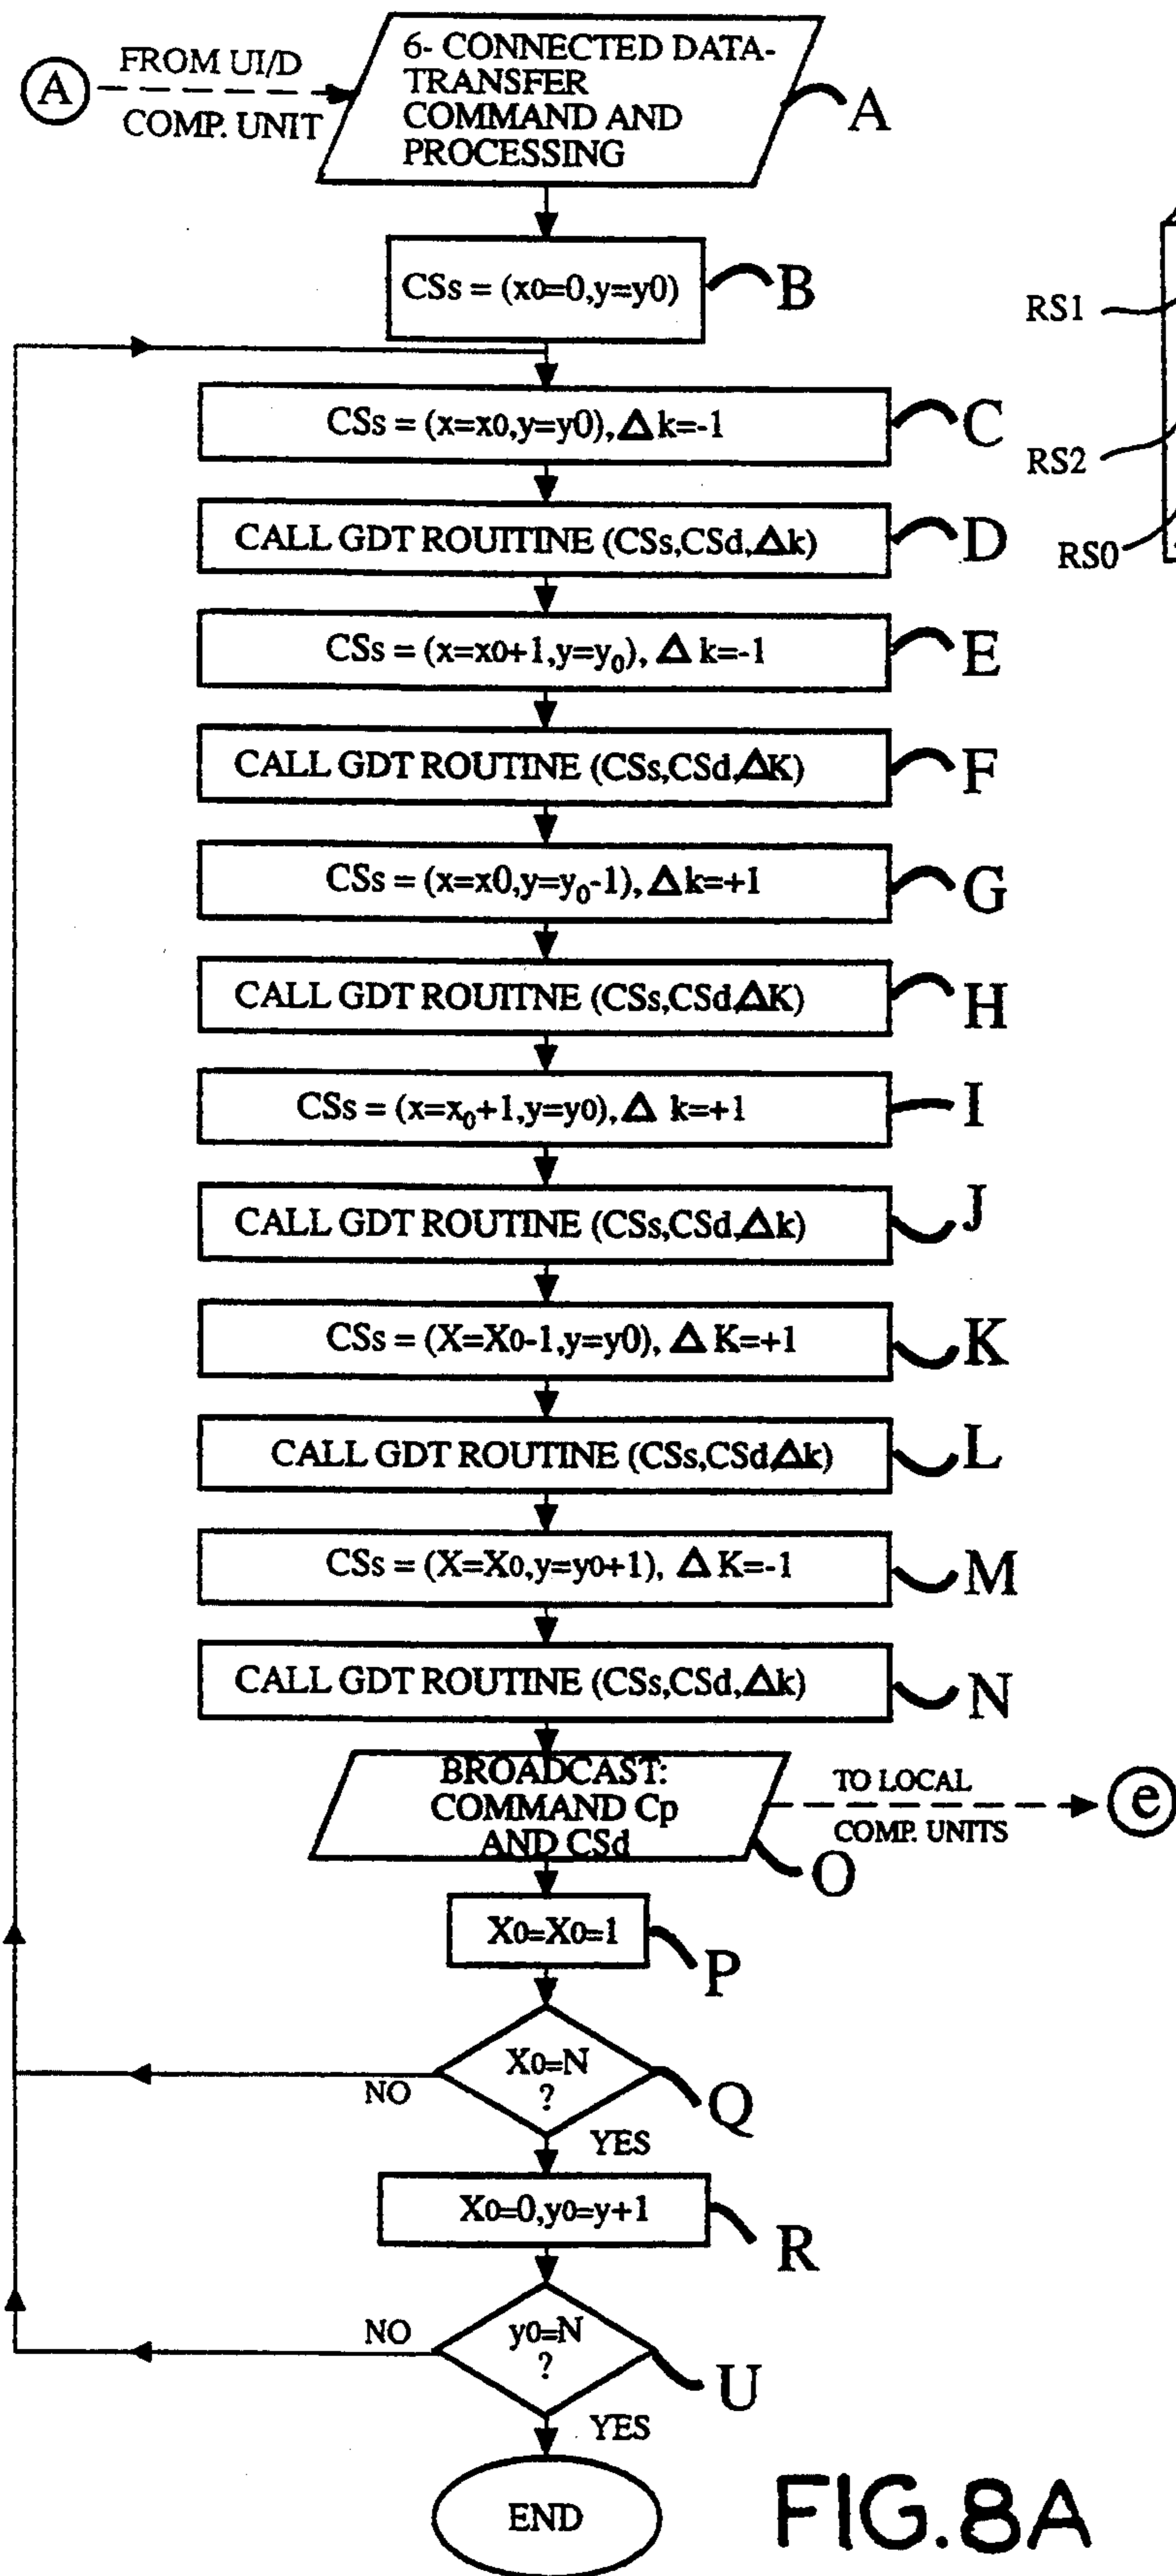 A
FROM UI/D
COMP. UNIT
6- CONNECTED DATA-
TRANSFER
COMMAND AND
PROCESSING
A
CSs = (x0=0,y=y0)
B
RS1
CSs = (x=x0,y=y0),Δ k=-1
C
RS2
CALL GDT ROUITINE (CSs,CSd,Δk)
D
RS0
CSs = (x=x0+1,y=y0), Δ k=-1
E
CALL GDT ROUTINE (CSs,CSd,ΔK)
F
CSs = (x=x0,y=y0-1), Δk=+1
G
CALL GDT ROUITNE (CSs,CSd,ΔK)
H
CSs = (x=x0+1,y=y0), Δ k=+1
I
CALL GDT ROUTINE (CSs,CSd,Δk)
J
CSs = (X=X0-1,y=y0), Δ K=+1
K
CALL GDT ROUTINE (CSs,CSd,Δk)
L
CSs = (X=X0,y=y0+1), Δ K=-1
M
CALL GDT ROUTINE (CSs,CSd,Δk)
N
BROADCAST:
COMMAND Cp
AND CSd
O
TO LOCAL
COMP. UNITS
e
X0=X0=1
P
X0=N
?
Q
NO
YES
X0=0,y0=y+1
R
y0=N
?
U
NO
YES
END
FIG.8A